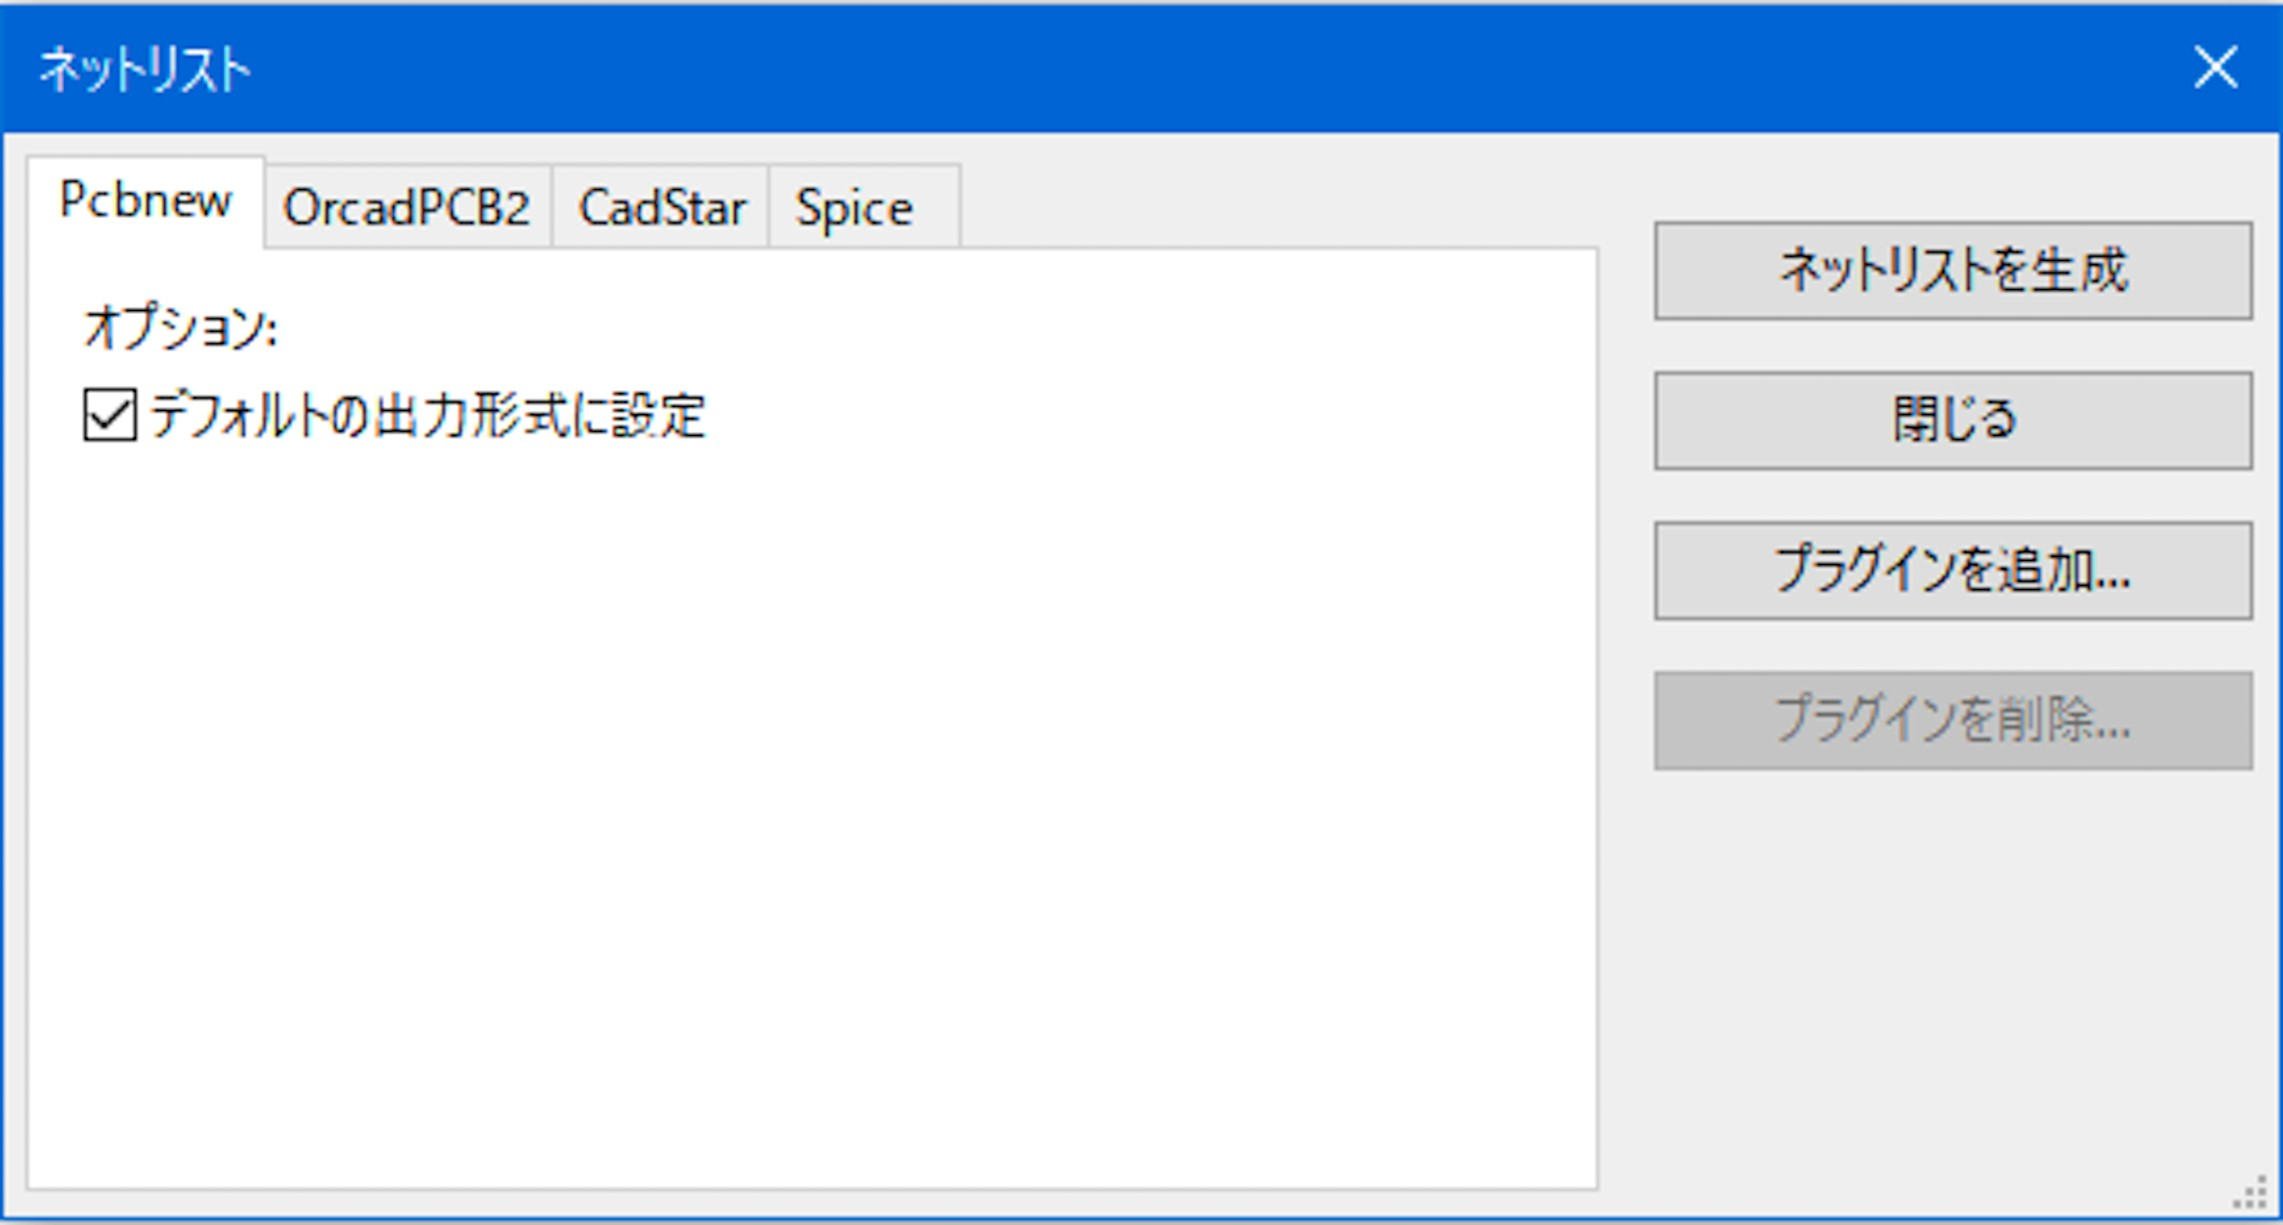 ネットリスト
Pcbnew OrcadPCB2 CadStar Spice
オプション:
デフォルトの出力形式に設定
ネットリストを生成
閉じる
プラグインを追加...
プラグインを削除...